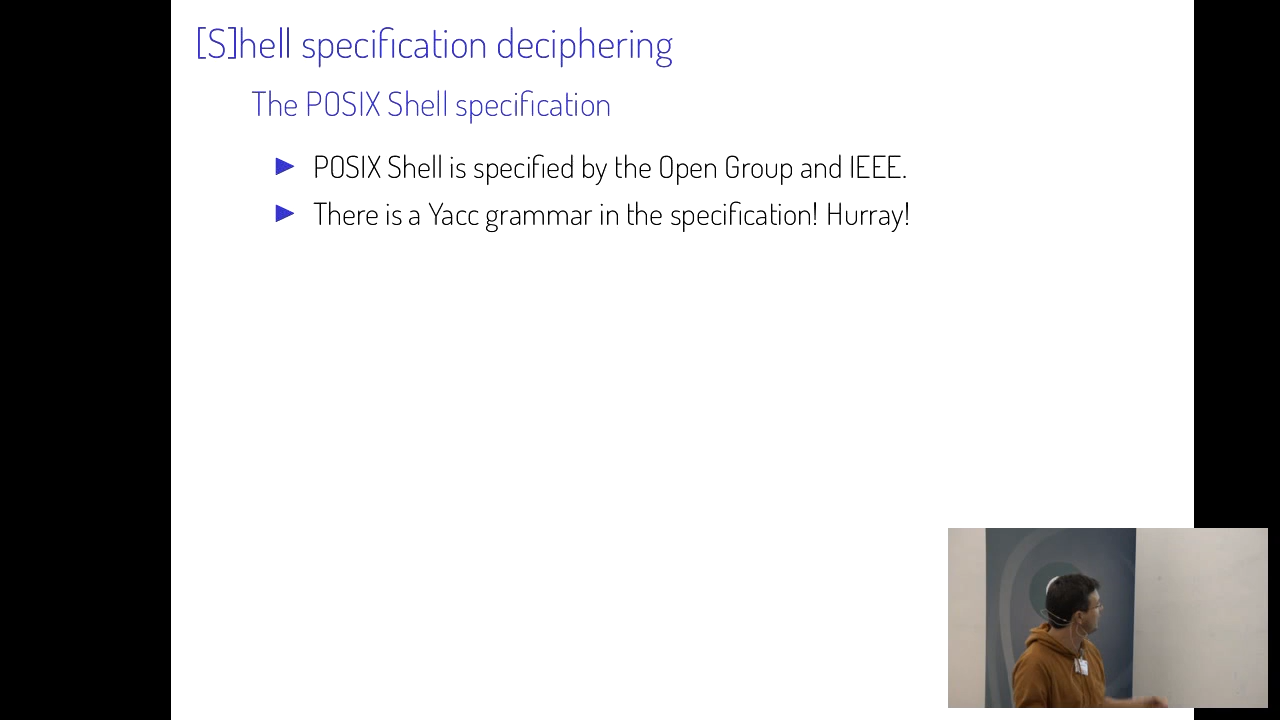 [S]hell specification deciphering
The POSIX Shell specification
► POSIX Shell is specified by the Open Group and IEEE.
► There is a Yacc grammar in the specification! Hurray!